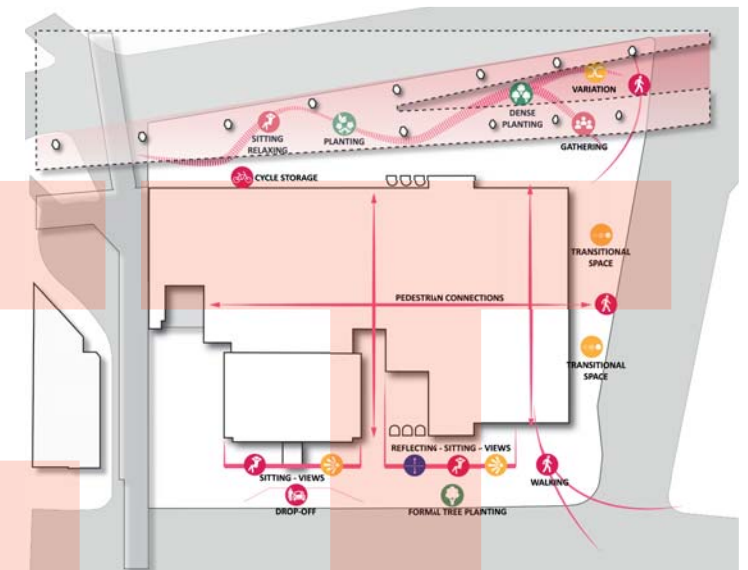 VARIATION
SITTING
RELAXING
PLANTING
DENSE
PLANTING
GATHERING
CYCLE STORAGE
TRANSITIONAL
SPACE
PEDESTRIAN CONNECTIONS
TRANSITIONAL
SPACE
REFLECTING - SITTING - VIEWS
SITTING - VIEWS
WALKING
DROP-OFF
FORMAL TREE PLANTING